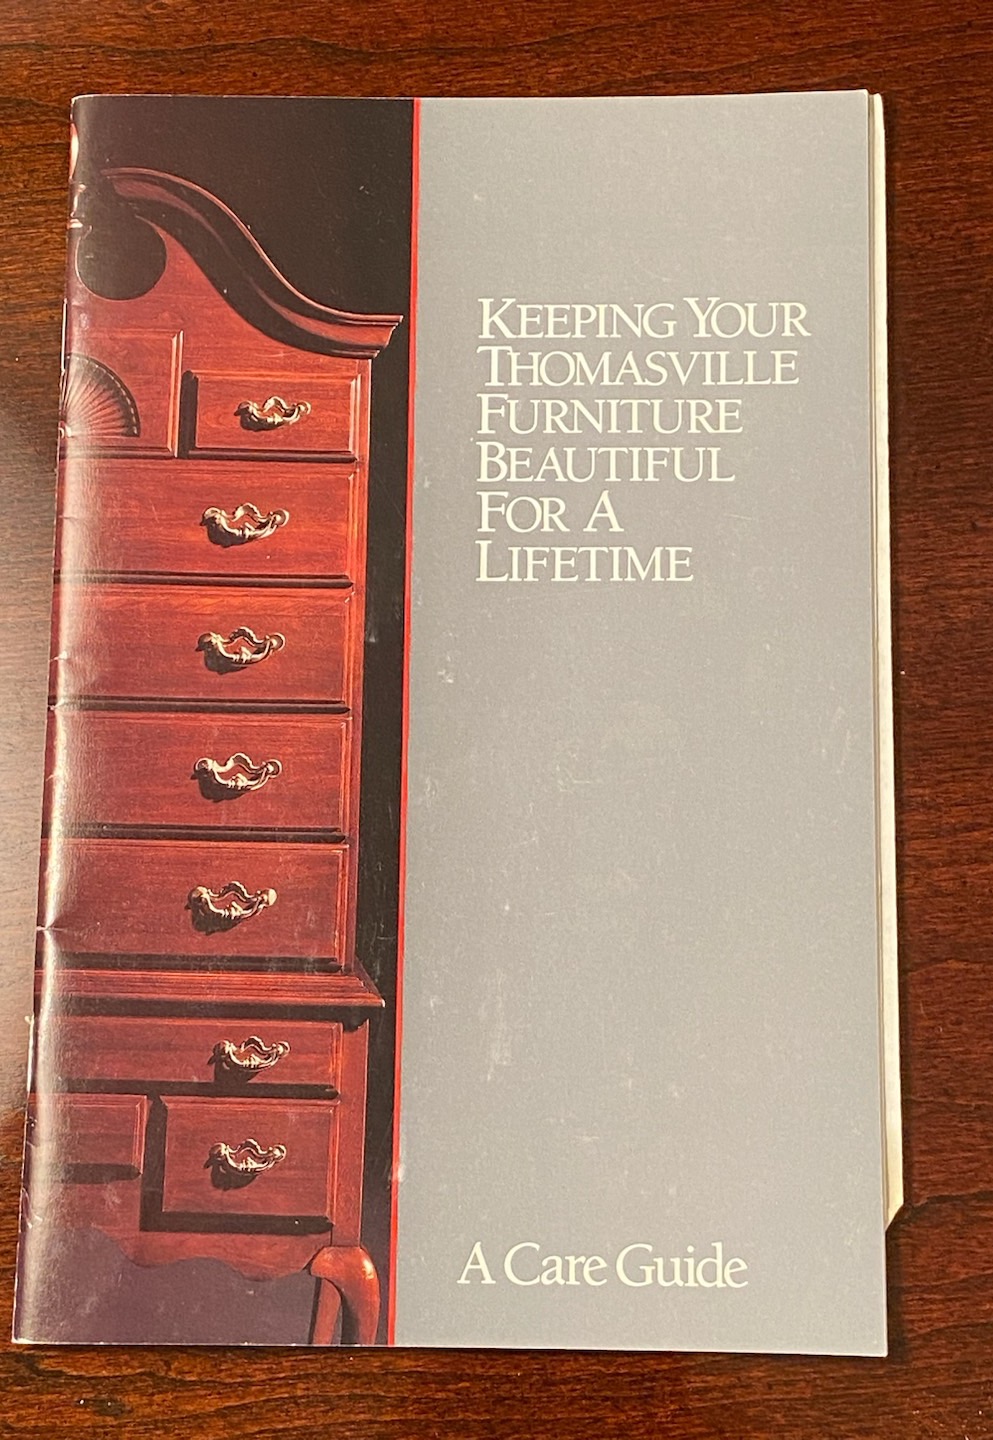 KEEPING YOUR
THOMASVILLE
FURNITURE
BEAUTIFUL
FOR A
LIFETIME
A Care Guide